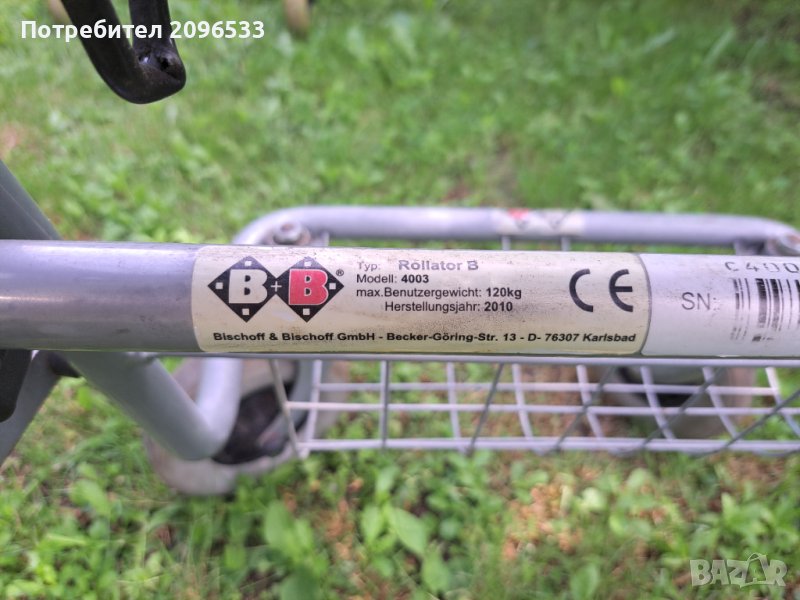 Потребител 2096533
B+B®
Typ: Rollator B
Modell: 4003
max.Benutzergewicht: 120kg
Herstellungsjahr: 2010
CE
Bischoff & Bischoff GmbH - Becker-Göring-Str. 13 - D- 76307 Karlsbad
SN:
BAZAR